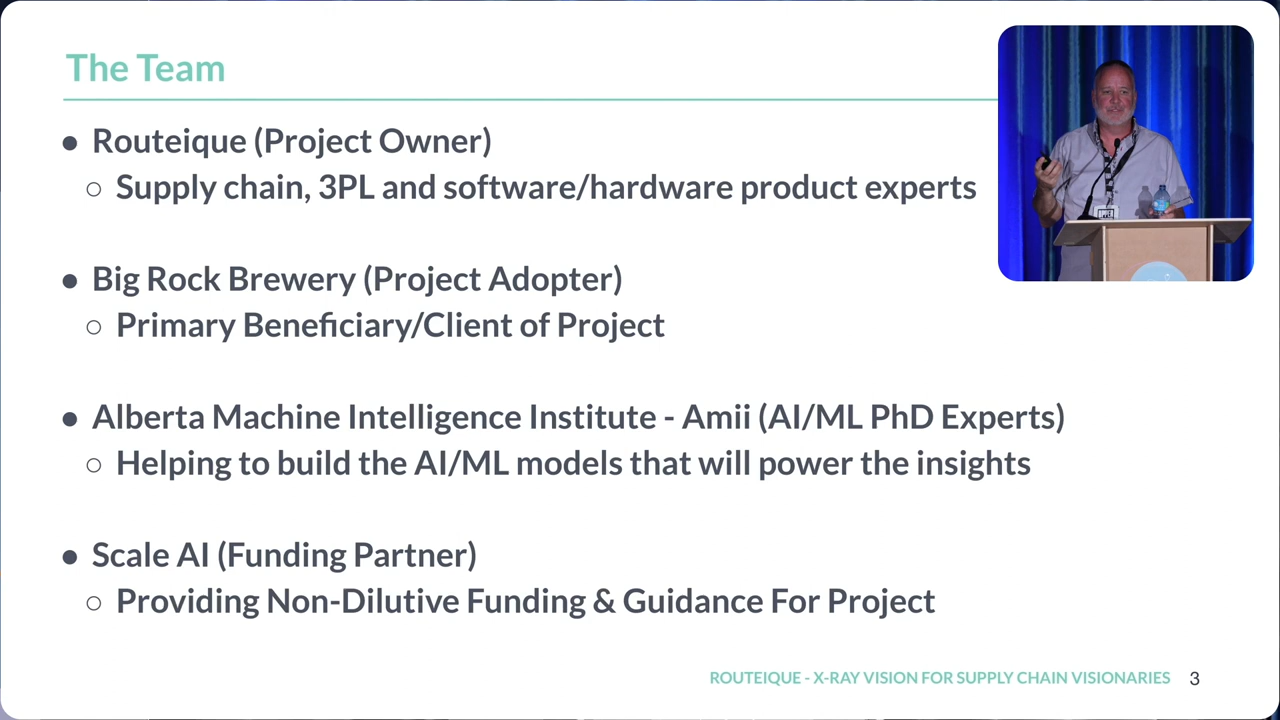 The Team
● Routeique (Project Owner)
○ Supply chain, 3PL and software/hardware product experts
● Big Rock Brewery (Project Adopter)
○ Primary Beneficiary/Client of Project
● Alberta Machine Intelligence Institute - Amii (AI/ML PhD Experts)
○ Helping to build the AI/ML models that will power the insights
● Scale AI (Funding Partner)
○ Providing Non-Dilutive Funding & Guidance For Project
ROUTEIQUE - X-RAY VISION FOR SUPPLY CHAIN VISIONARIES 3